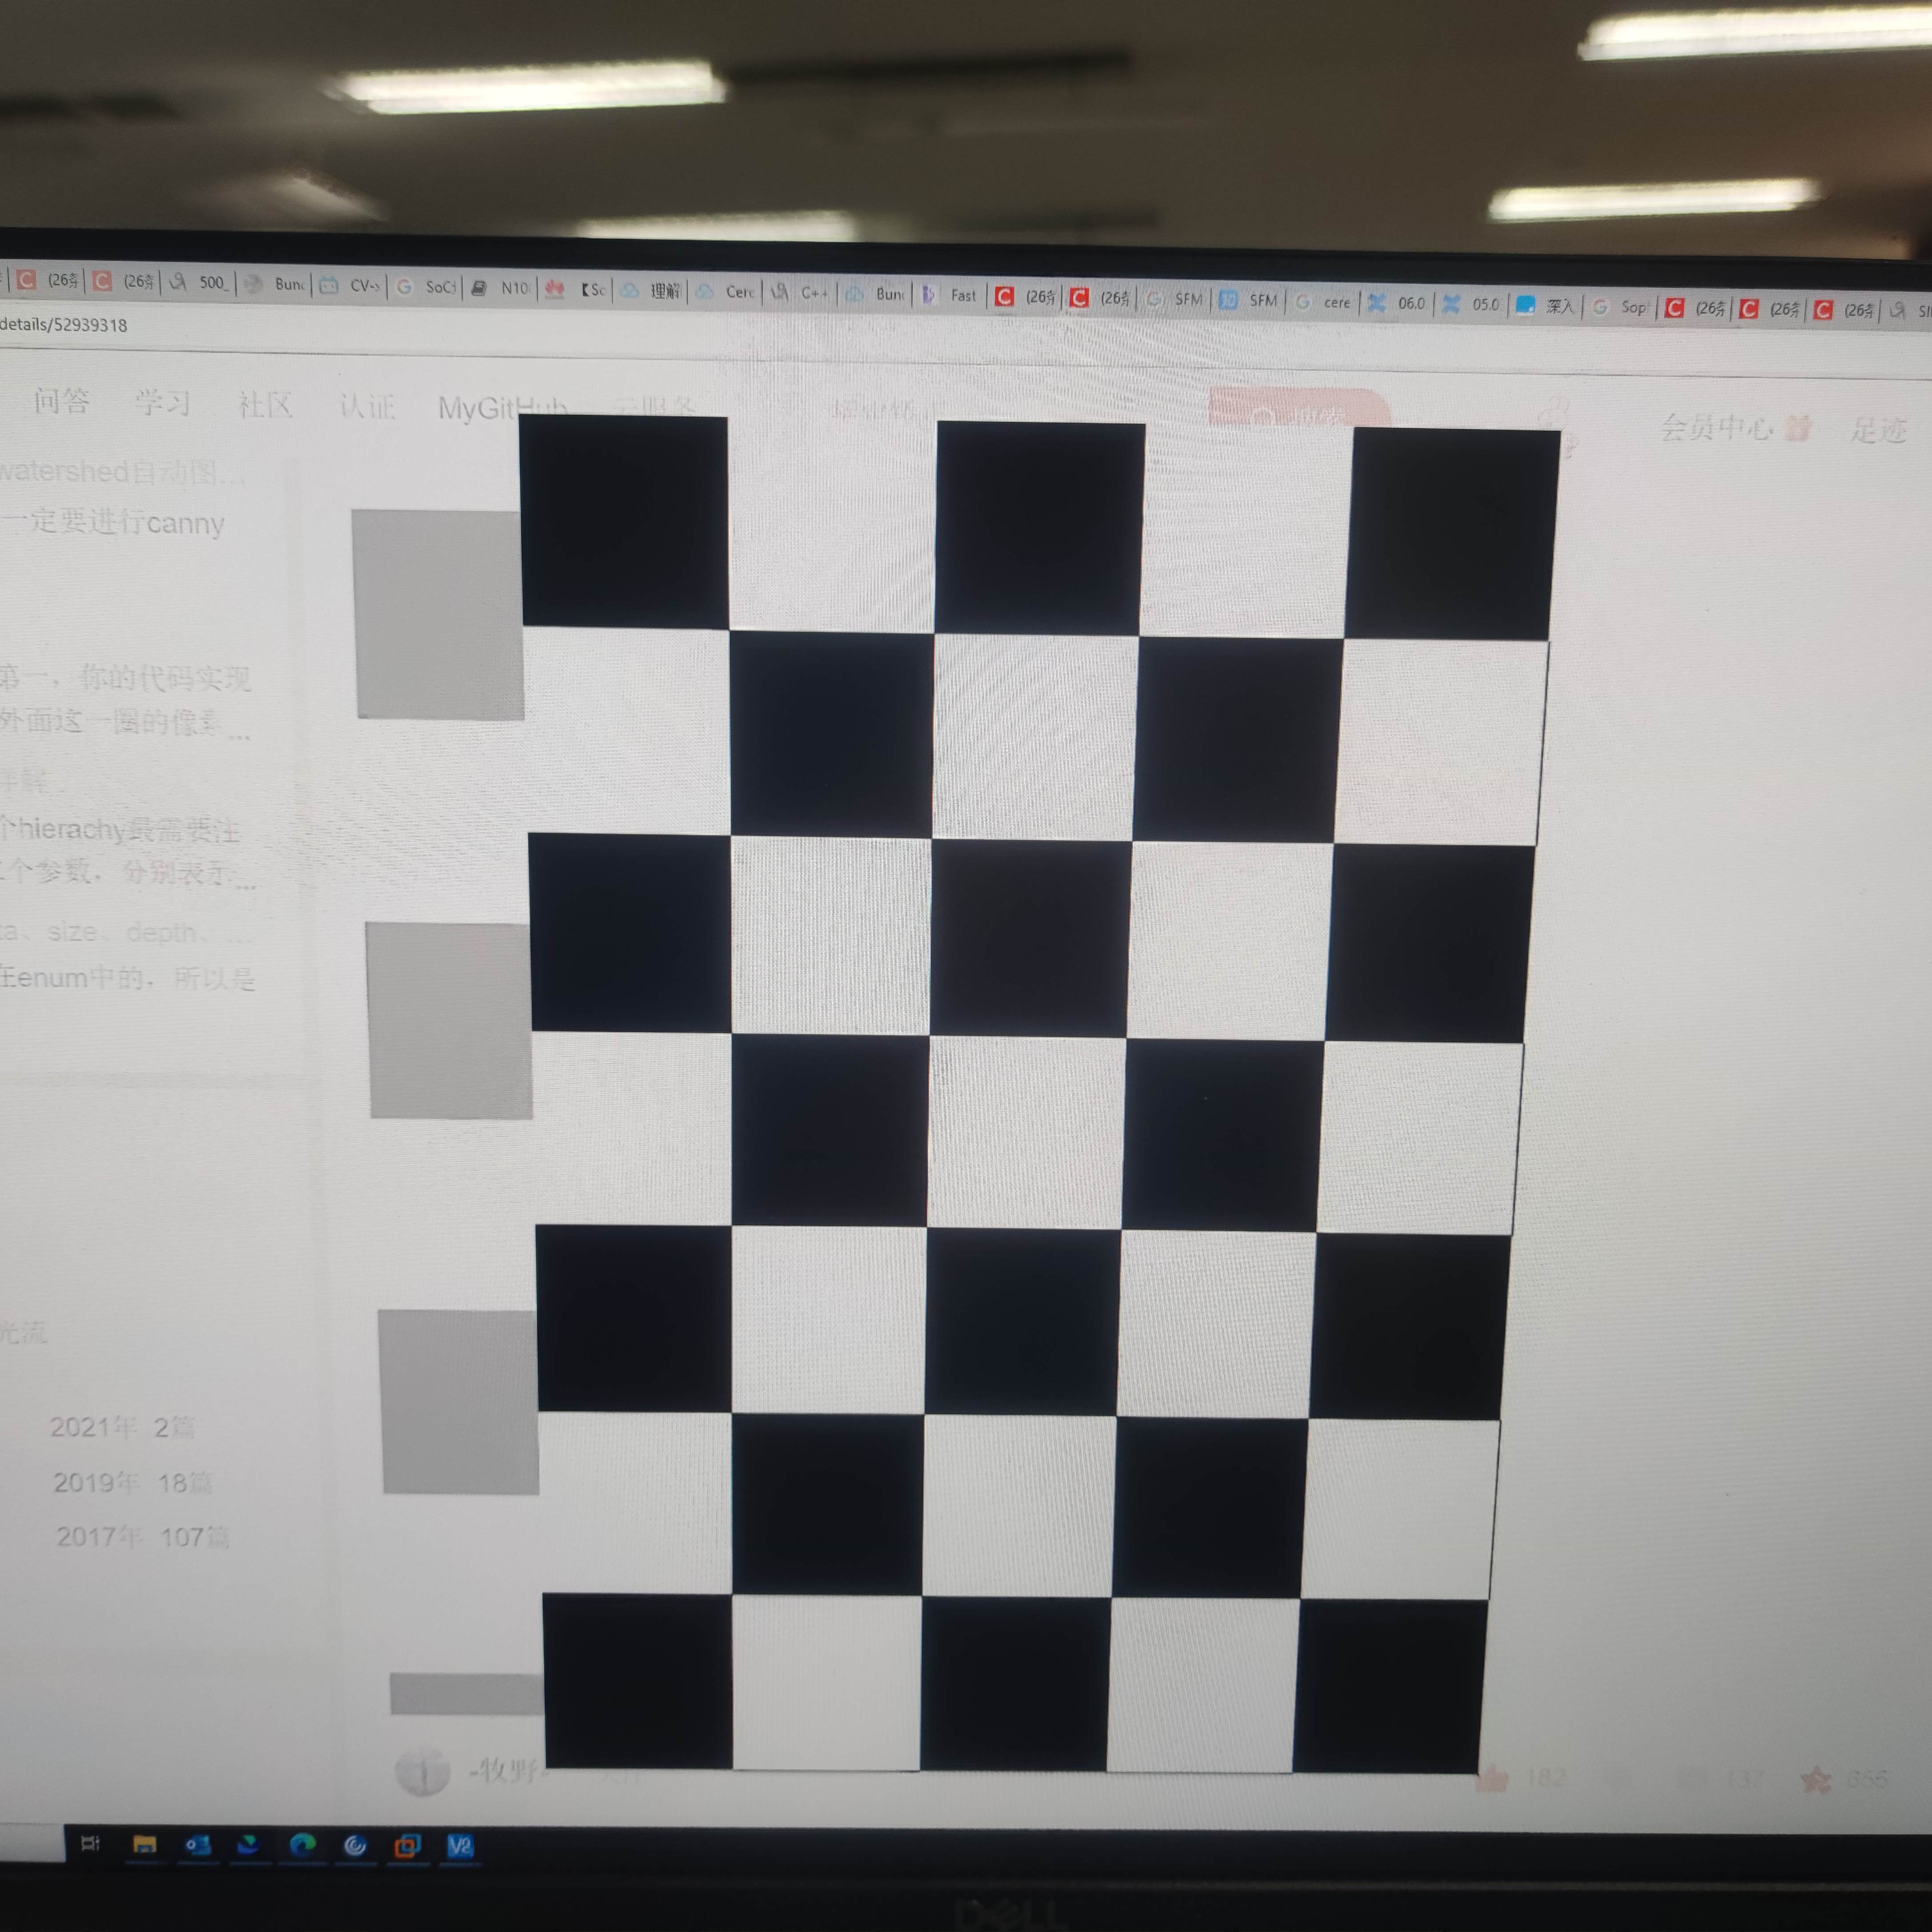 (26条 (26条 500_ Bund CV-x SoC N10 【Sc 理解 Cerc C++ Bund Fast (26条 (26条 SFM SFM cere 06.0 05.0 深入 Sop (26条 (26条 (26条
details/52939318
问答 学习 社区 认证 MyGitHub 云服务 会员中心 足迹
watershed自动图...
一定要进行canny
第一，你的代码实现
外面这一圈的像素...
详解
个hierachy最需要注
个参数，分别表示...
size、depth、...
在enum中的，所以是
光流
2021年 2篇
2019年 18篇
2017年 107篇
-牧野- 182 137 655
V2
DELL